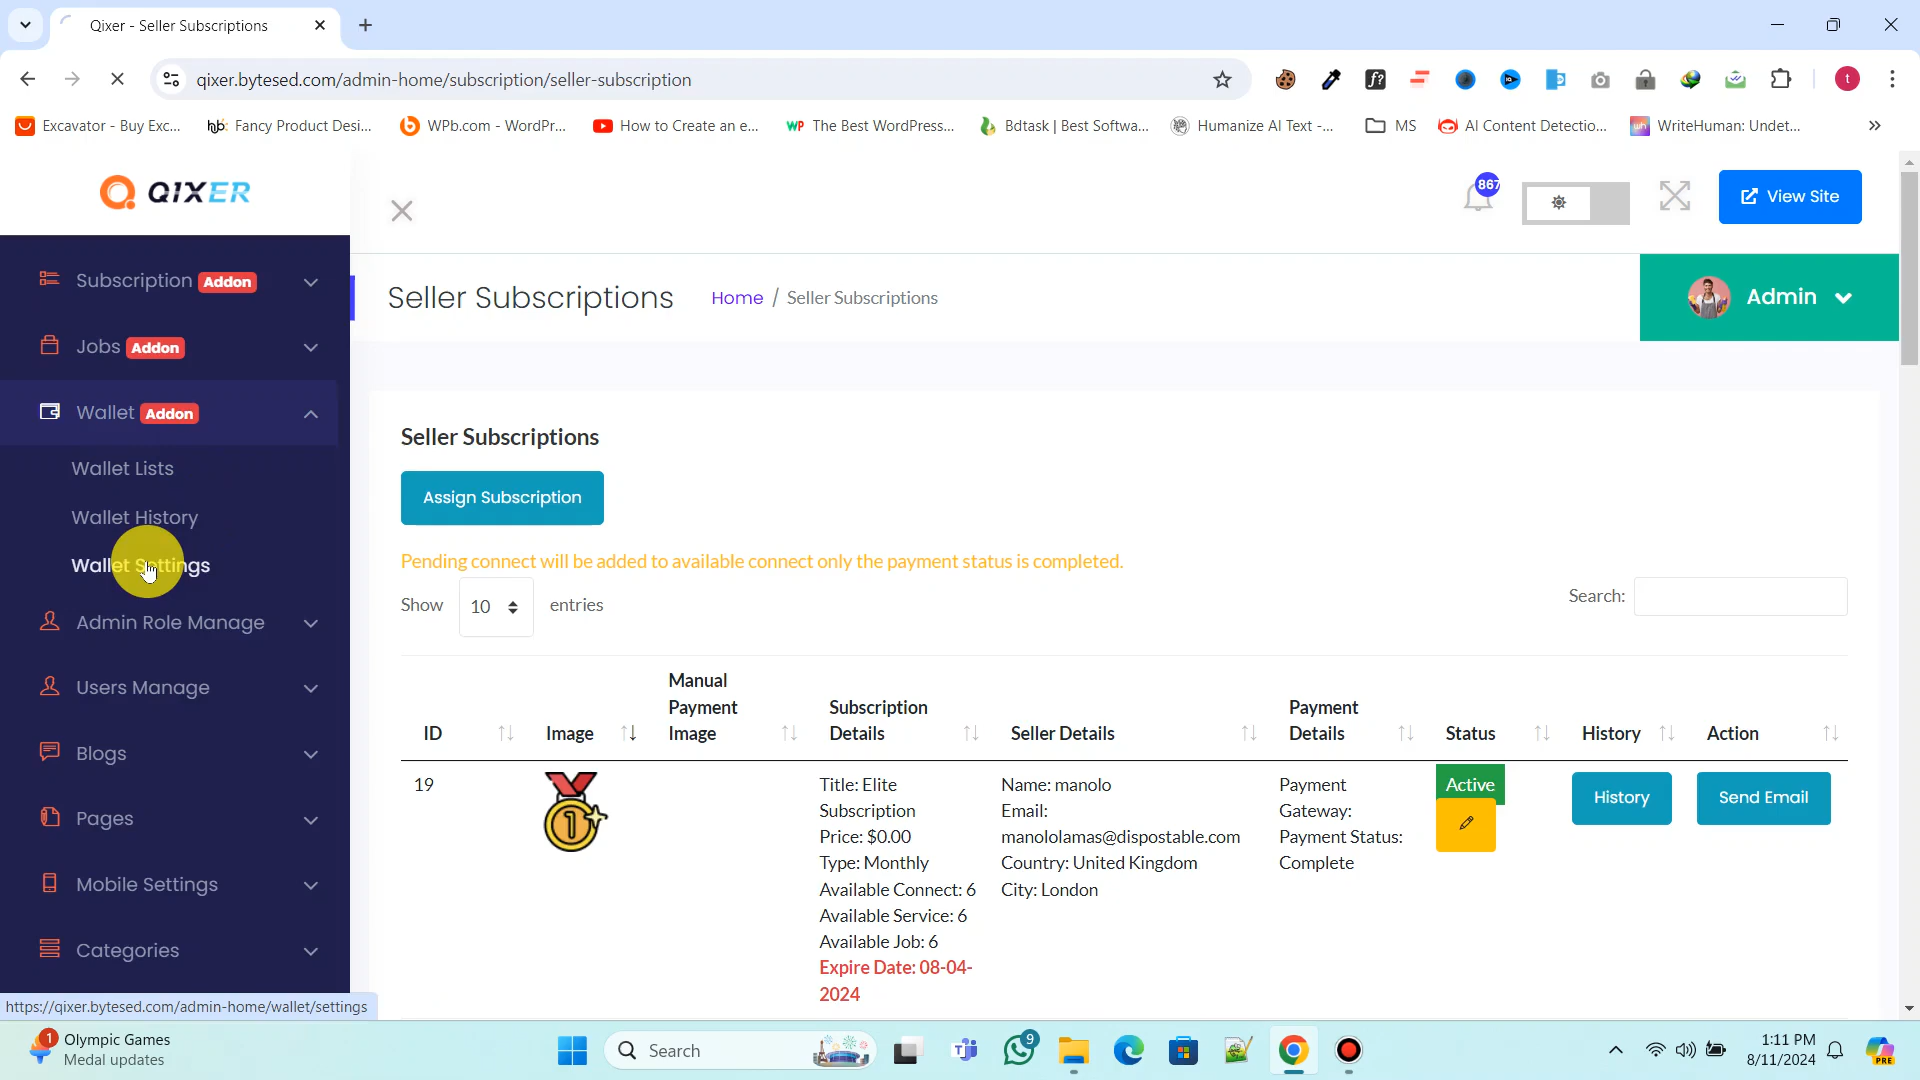 Qixer - Seller Subscriptions
qixer.bytesed.com/admin-home/subscription/seller-subscription
Excavator - Buy Exc...
Fancy Product Desi...
WPb.com - WordPr...
How to Create an e...
The Best WordPress...
Bdtask | Best Softwa...
Humanize AI Text -...
MS
AI Content Detectio...
WriteHuman: Undet...
QIXER
867
View Site
Subscription Addon
Jobs Addon
Wallet Addon
Wallet Lists
Wallet History
Wallet Settings
Admin Role Manage
Users Manage
Blogs
Pages
Mobile Settings
Categories
Seller Subscriptions
Home / Seller Subscriptions
Admin
Seller Subscriptions
Assign Subscription
Pending connect will be added to available connect only the payment status is completed.
Show 10 entries
Search:
ID
Image
Manual Payment Image
Subscription Details
Seller Details
Payment Details
Status
History
Action
19
Title: Elite
Subscription
Price: $0.00
Type: Monthly
Available Connect: 6
Available Service: 6
Available Job: 6
Expire Date: 08-04-
2024
Name: manolo
Email:
manololamas@dispostable.com
Country: United Kingdom
City: London
Payment
Gateway:
Payment Status:
Complete
Active
History
Send Email
https://qixer.bytesed.com/admin-home/wallet/settings
1
Olympic Games
Medal updates
Search
9
1:11 PM
8/11/2024
PRE